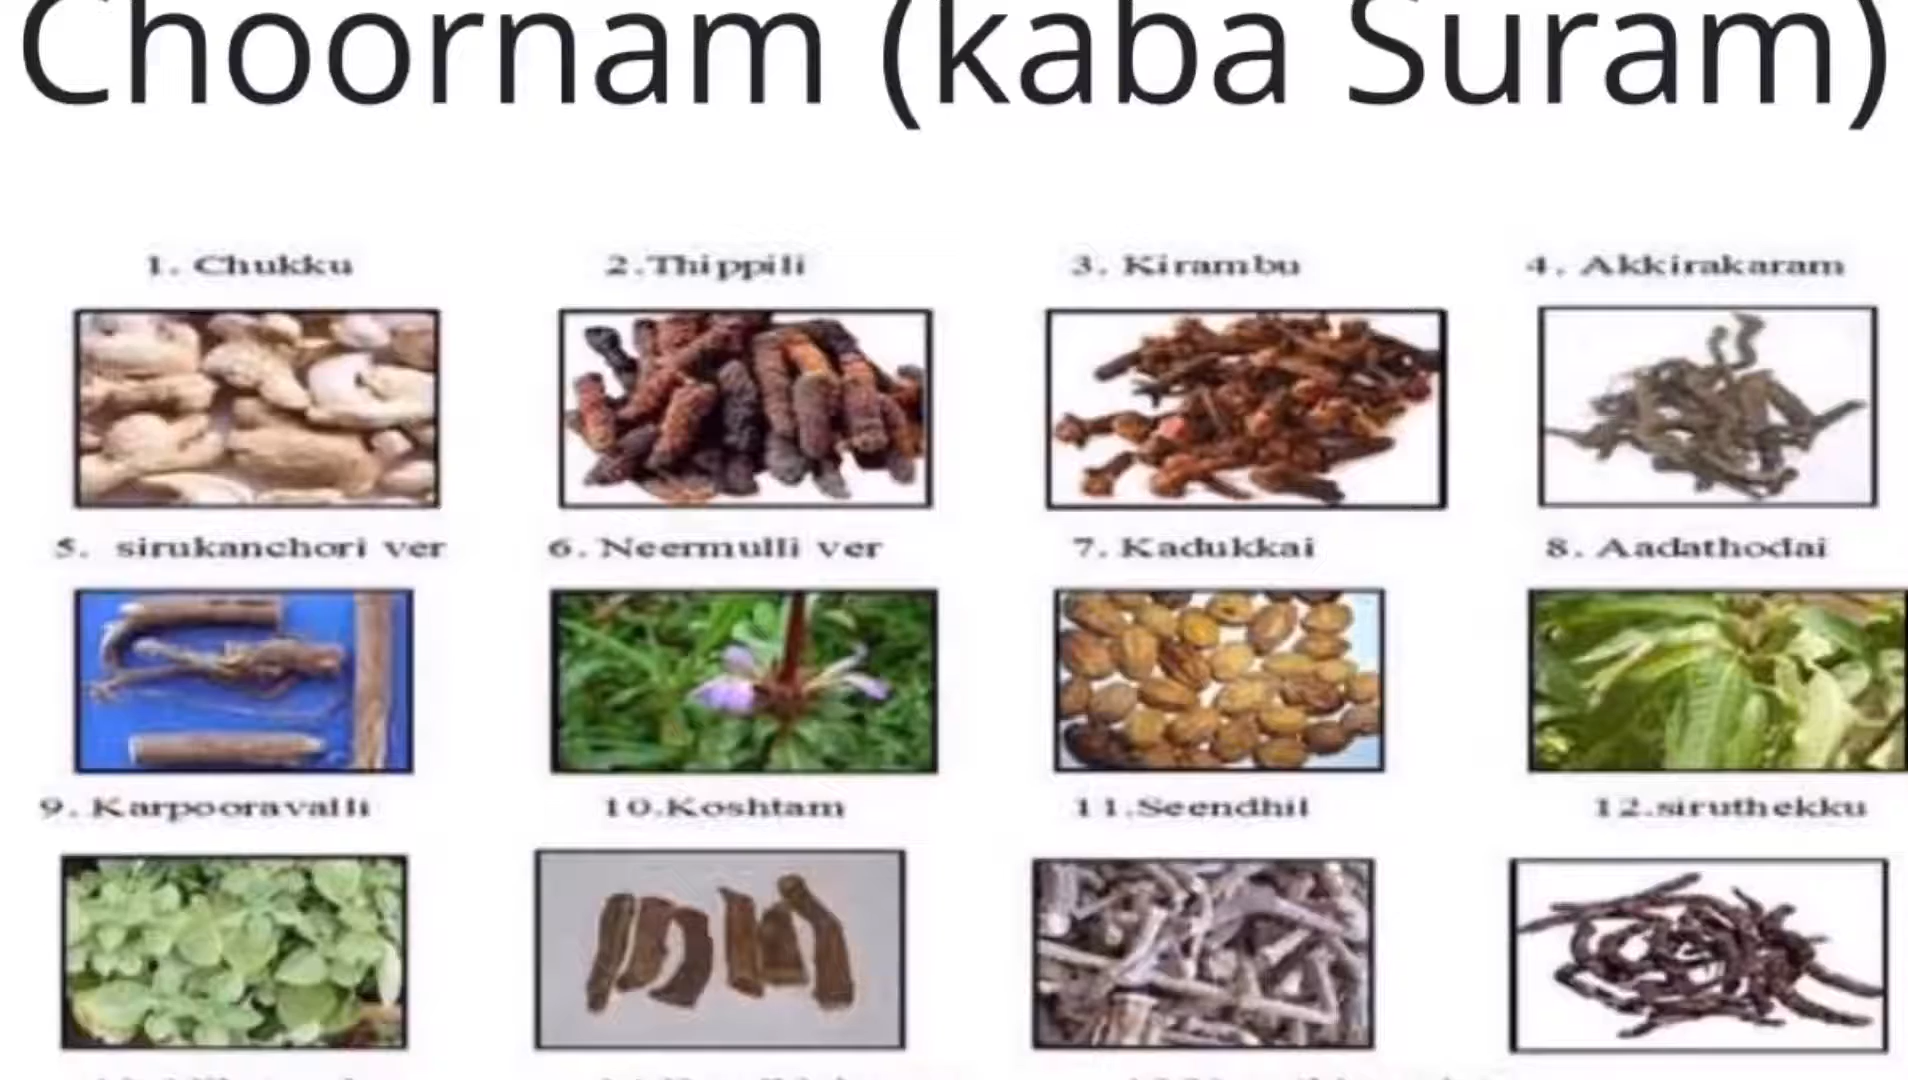 Choornam (kaba Suram)
1. Chukku
2.Thippili
3. Kirambu
4. Akkirakaram
5. sirukanchori ver
6. Neermulli ver
7. Kadukkai
8. Aadathodai
9. Karpooravalli
10.Koshtam
11.Seendhil
12.siruthekku